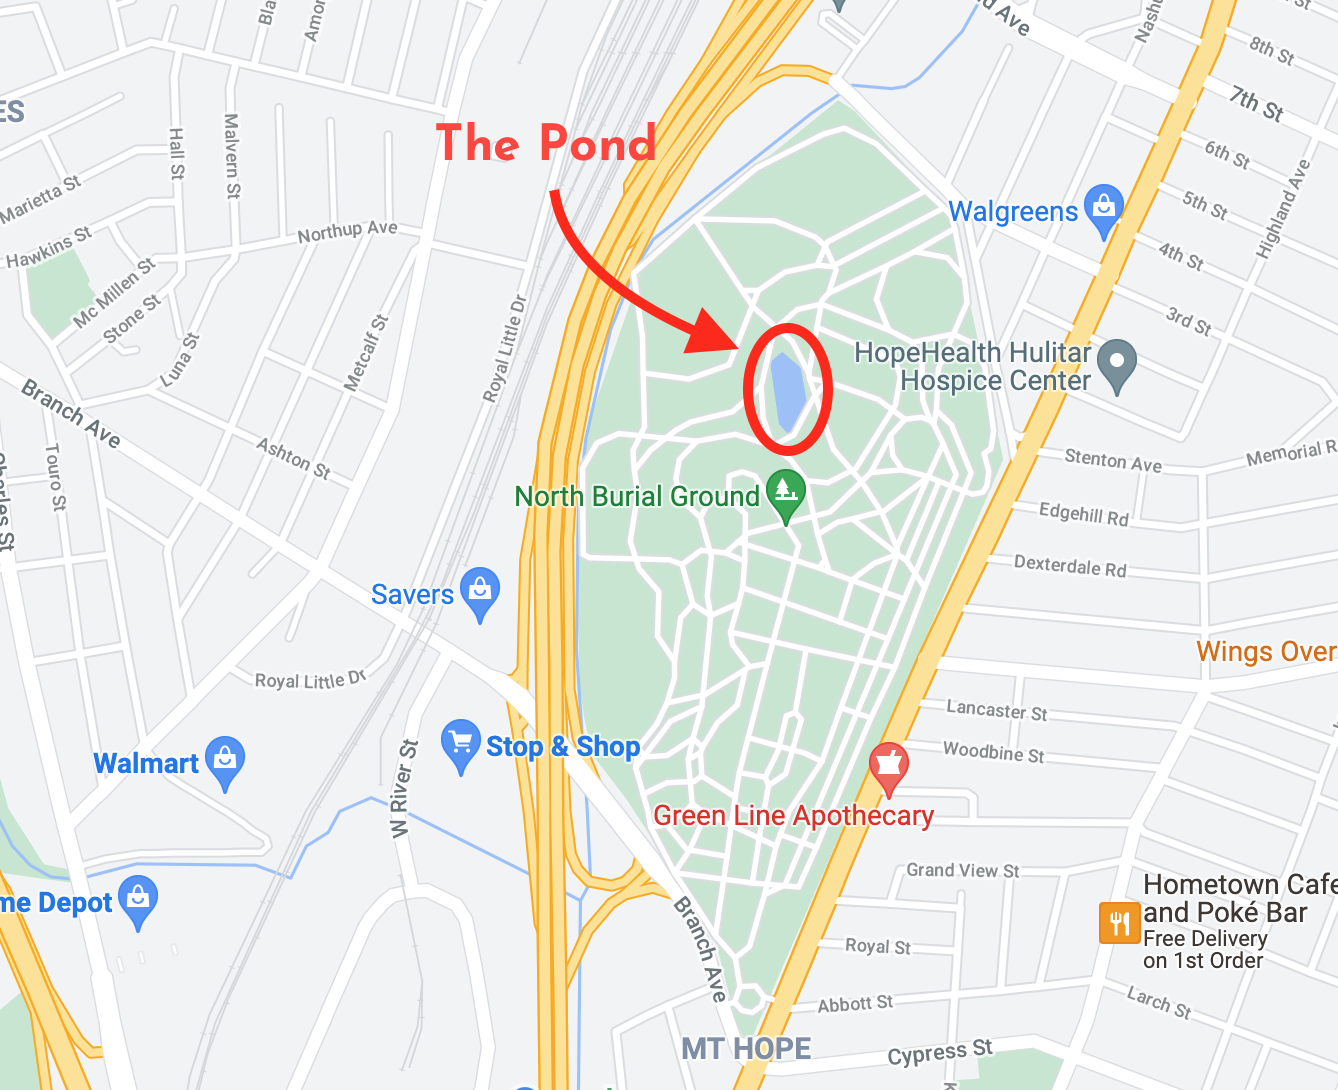 d Ave
Nashu
8th St
St
7th St
ES
Hall St
Malvern St
The Pond
6th St
5th St
4th St
3rd St
Highland Ave
Marietta St
Hawkins St
Mc Millen St
Stone St
Luna St
Northup Ave
Metcalf St
Royal Little Dr
Walgreens
HopeHealth Hulitar
Hospice Center
Branch Ave
Touro St
Charles St
Ashton St
North Burial Ground
Stenton Ave
Memorial R
Edgehill Rd
Dexterdale Rd
Savers
Wings Over
Royal Little Dr
Lancaster St
Woodbine St
Walmart
Stop & Shop
W River St
Green Line Apothecary
Grand View St
me Depot
Hometown Cafe
and Poké Bar
Free Delivery
on 1st Order
Branch Ave
Royal St
Abbott St
Larch St
MT HOPE
Cypress St